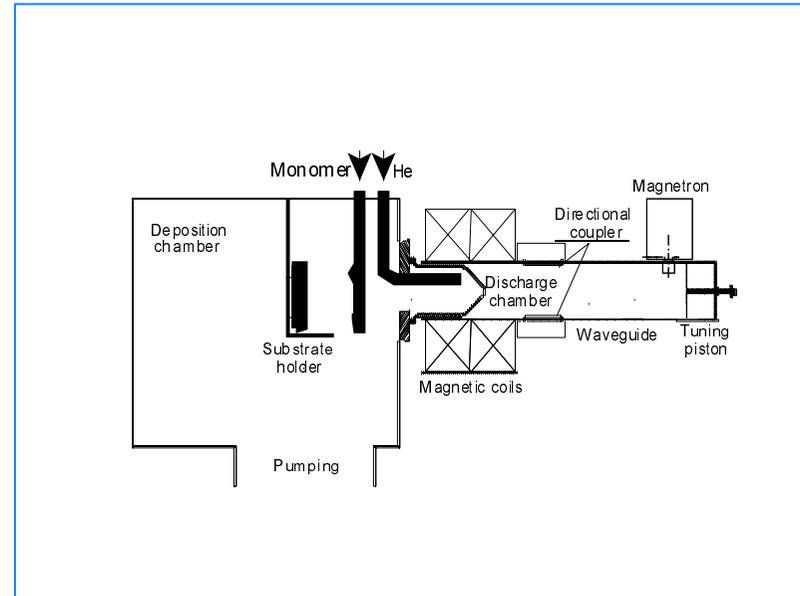 Monomer
He
Magnetron
Directional
coupler
Deposition
chamber
Discharge
chamber
Substrate
holder
Waveguide
Tuning
piston
Magnetic coils
Pumping